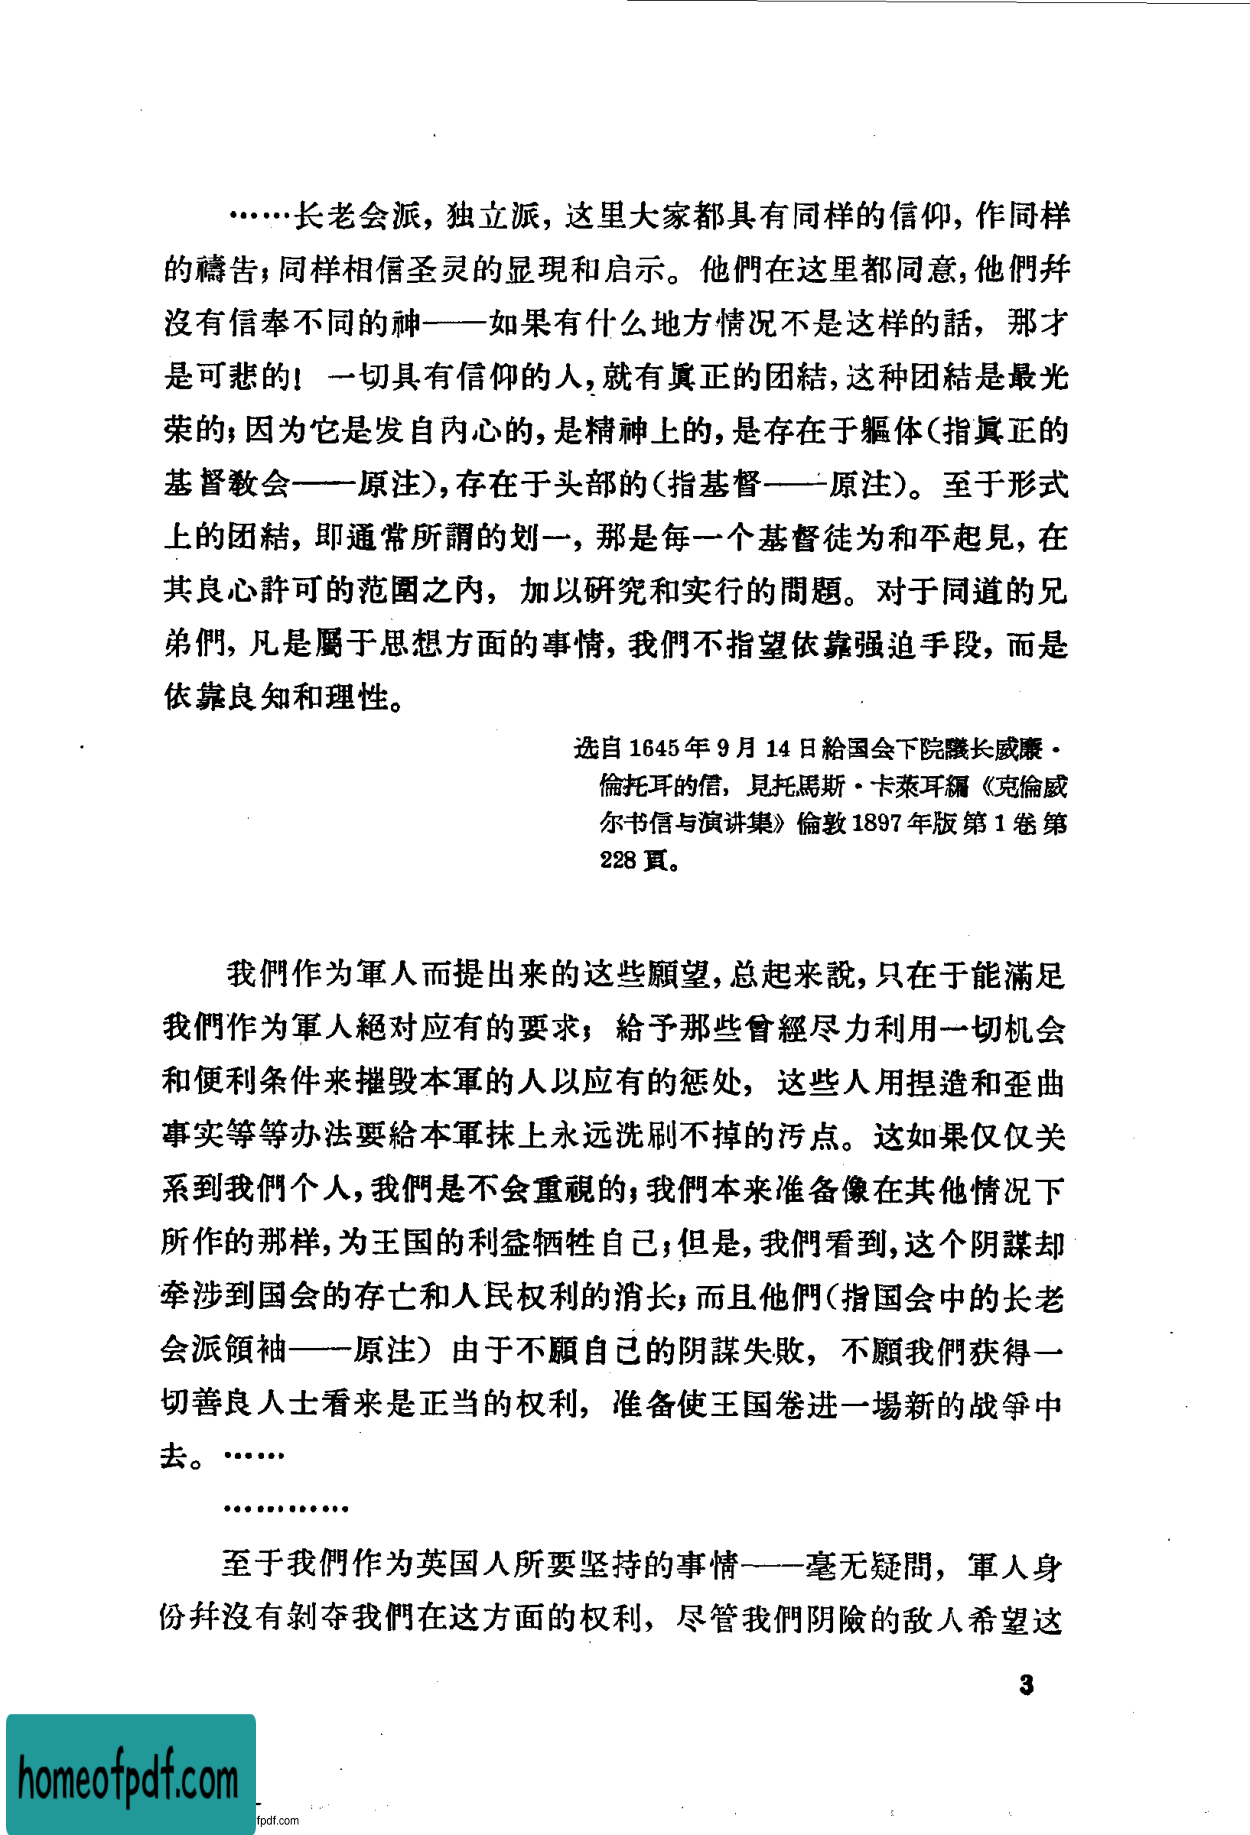 ……长老会派，独立派，这里大家都具有同样的信仰，作同样
的禱告；同样相信圣灵的显現和启示。他們在这里都同意，他們幷
沒有信奉不同的神——如果有什么地方情况不是这样的話，那才
是可悲的！一切具有信仰的人，就有眞正的团結，这种团結是最光
荣的；因为它是发自內心的，是精神上的，是存在于軀体（指眞正的
基督敎会——原注），存在于头部的（指基督——原注）。至于形式
上的团結，即通常所謂的划一，那是每一个基督徒为和平起見，在
其良心許可的范圍之內，加以研究和实行的問題。对于同道的兄
弟們，凡是屬于思想方面的事情，我們不指望依靠强迫手段，而是
依靠良知和理性。
选自1645年9月14日給国会下院議长威廉·
倫托耳的信，見托馬斯·卡萊耳編《克倫威
尔书信与演讲集》倫敦1897年版第1卷第
228頁。
我們作为軍人而提出来的这些願望，总起来說，只在于能滿足
我們作为軍人絕对应有的要求；給予那些曾經尽力利用一切机会
和便利条件来摧毁本軍的人以应有的惩处，这些人用捏造和歪曲
事实等等办法要給本軍抹上永远洗刷不掉的污点。这如果仅仅关
系到我們个人，我們是不会重視的；我們本来准备像在其他情况下
所作的那样，为王国的利益牺牲自己；但是，我們看到，这个阴謀却
牵涉到国会的存亡和人民权利的消长；而且他們（指国会中的长老
会派領袖——原注）由于不願自己的阴謀失敗，不願我們获得一
切善良人士看来是正当的权利，准备使王国卷进一場新的战爭中
去。……
…………
至于我們作为英国人所要坚持的事情——毫无疑問，軍人身
份幷沒有剝夺我們在这方面的权利，尽管我們阴險的敌人希望这
3
homeofpdf.com
fpdf.com